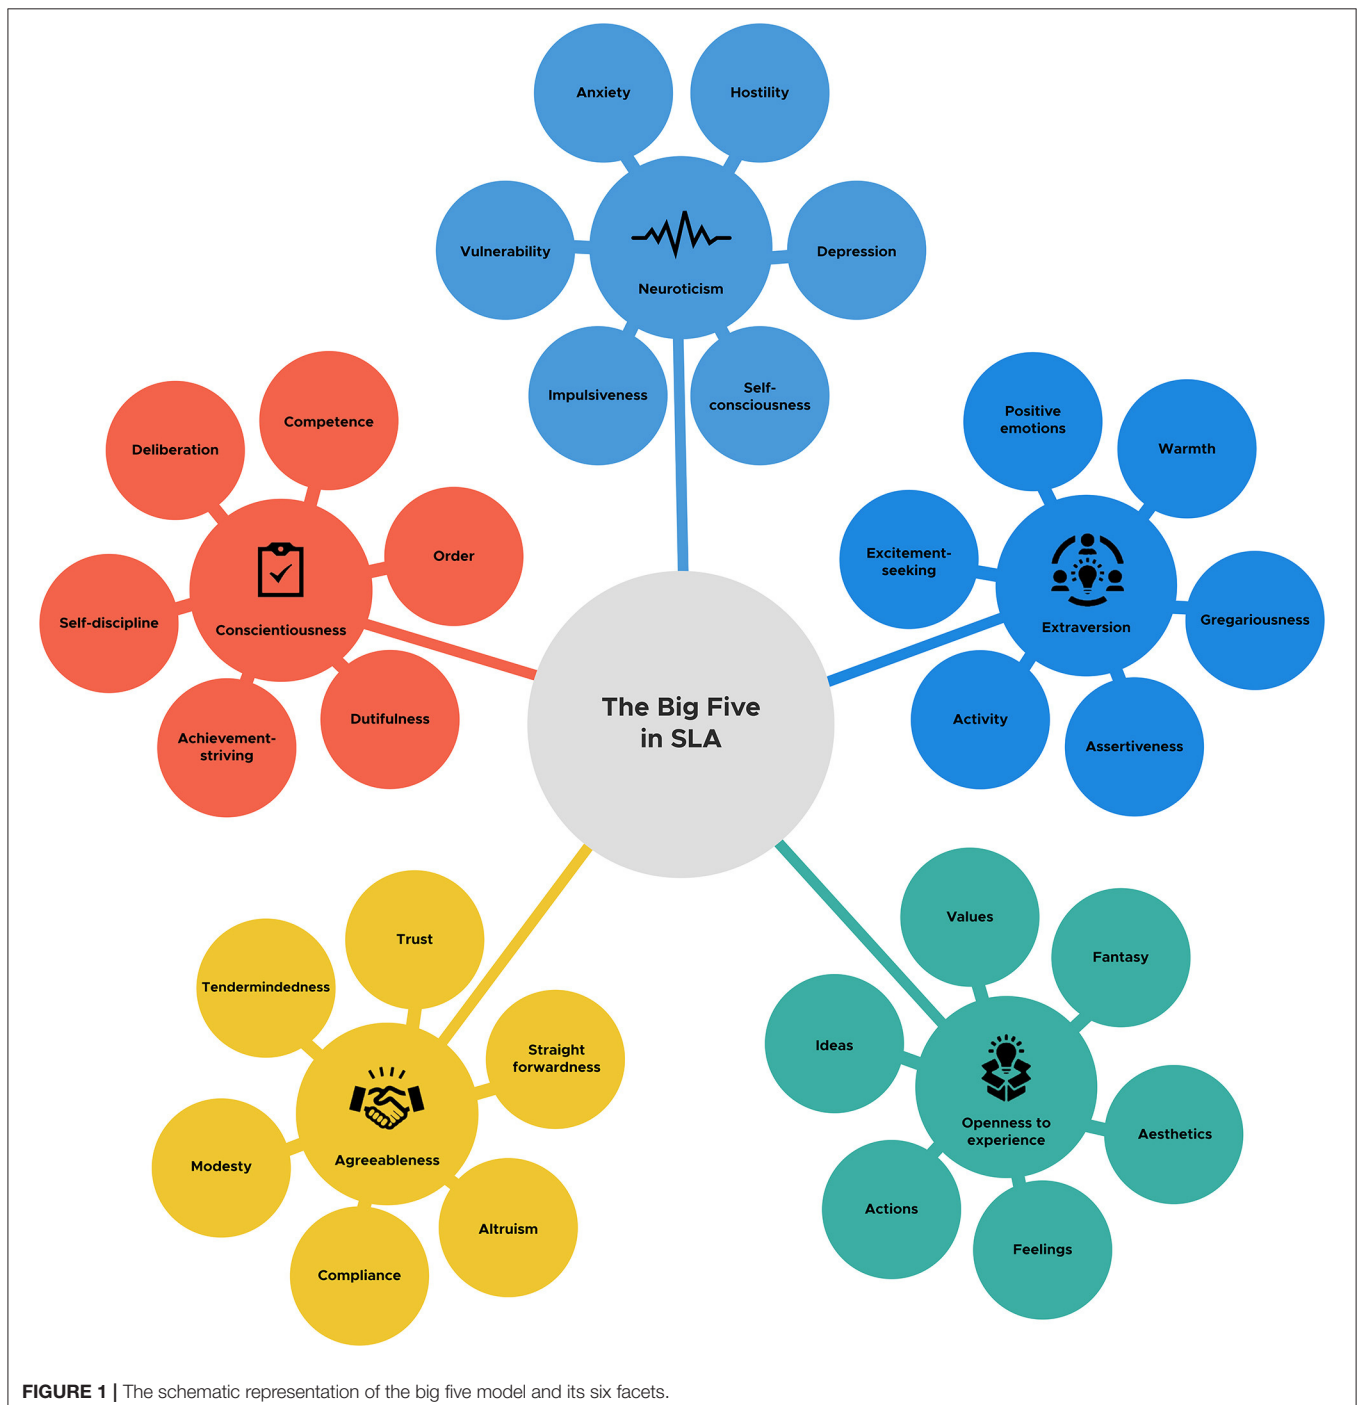 Anxiety
Hostility
Vulnerability
Neuroticism
Depression
Impulsiveness
Self-
consciousness
Deliberation
Competence
Order
Self-discipline
Conscientiousness
Achievement-
striving
Dutifulness
Positive
emotions
Warmth
Excitement-
seeking
Extraversion
Gregariousness
Activity
Assertiveness
The Big Five
in SLA
Tendermindedness
Trust
Straight
forwardness
Modesty
Agreeableness
Altruism
Compliance
Values
Fantasy
Ideas
Openness to
experience
Aesthetics
Actions
Feelings
FIGURE 1 | The schematic representation of the big five model and its six facets.